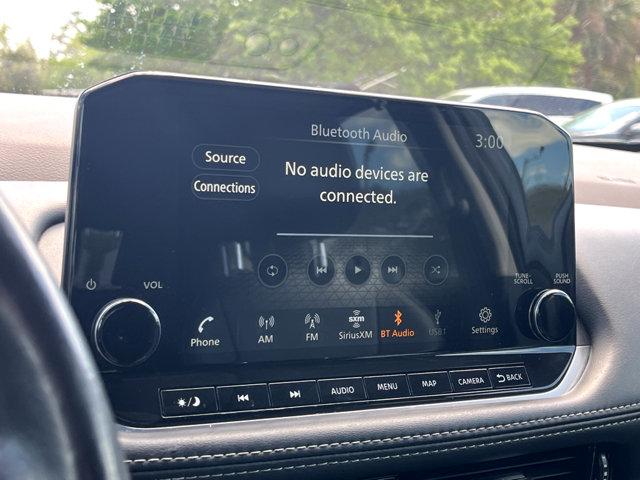 Bluetooth Audio
3:00
Source
Connections
No audio devices are
connected.
VOL
TUNE-
SCROLL
PUSH
SOUND
Phone
AM
FM
sxm
SiriusXM
BT Audio
USB1
Settings
AUDIO
MENU
MAP
CAMERA
BACK